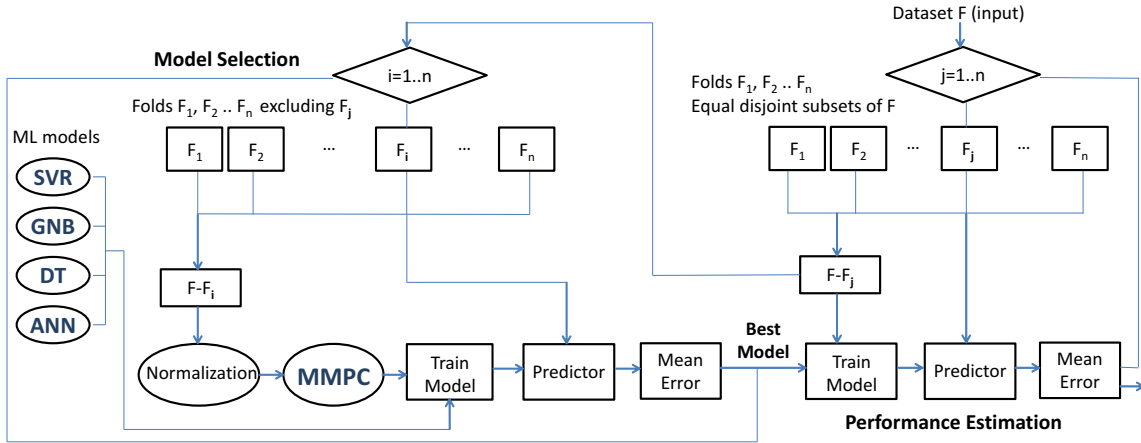 Dataset F (input)
Model Selection
i=1..n
j=1..n
Folds F1, F2 .. Fn excluding Fj
Folds F1, F2 .. Fn
Equal disjoint subsets of F
ML models
F1
F2
...
Fi
...
Fn
F1
F2
...
Fj
...
Fn
SVR
GNB
DT
ANN
F-Fi
F-Fj
Normalization
MMPC
Train
Model
Predictor
Mean
Error
Best
Model
Train
Model
Predictor
Mean
Error
Performance Estimation